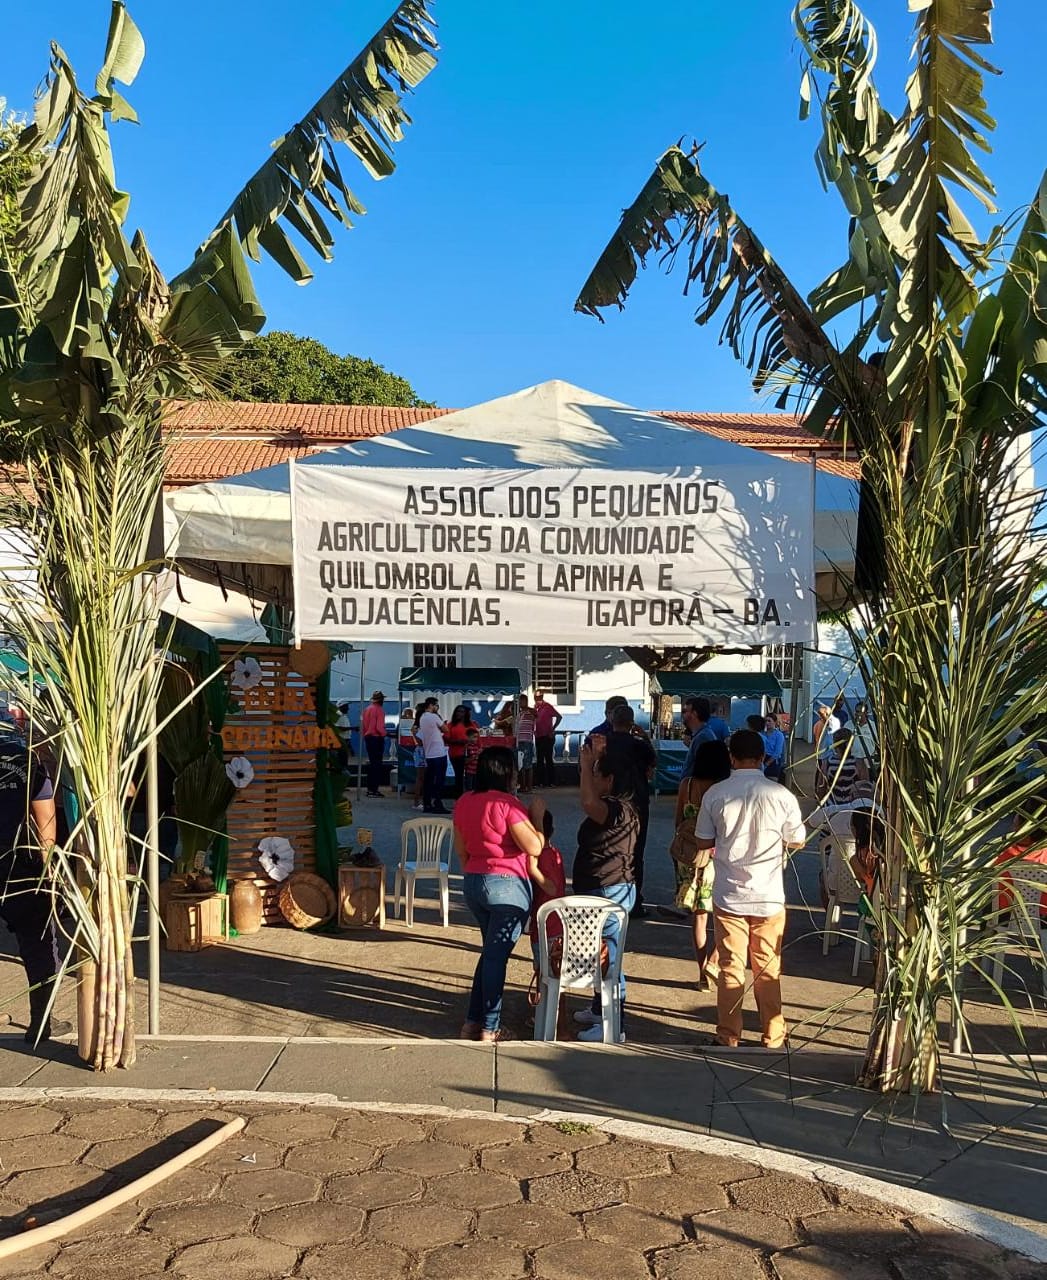 ASSOC. DOS PEQUENOS
AGRICULTORES DA COMUNIDADE
QUILOMBOLA DE LAPINHA E
ADJACÊNCIAS. IGAPORÃ - BA.
CULINÁRIA